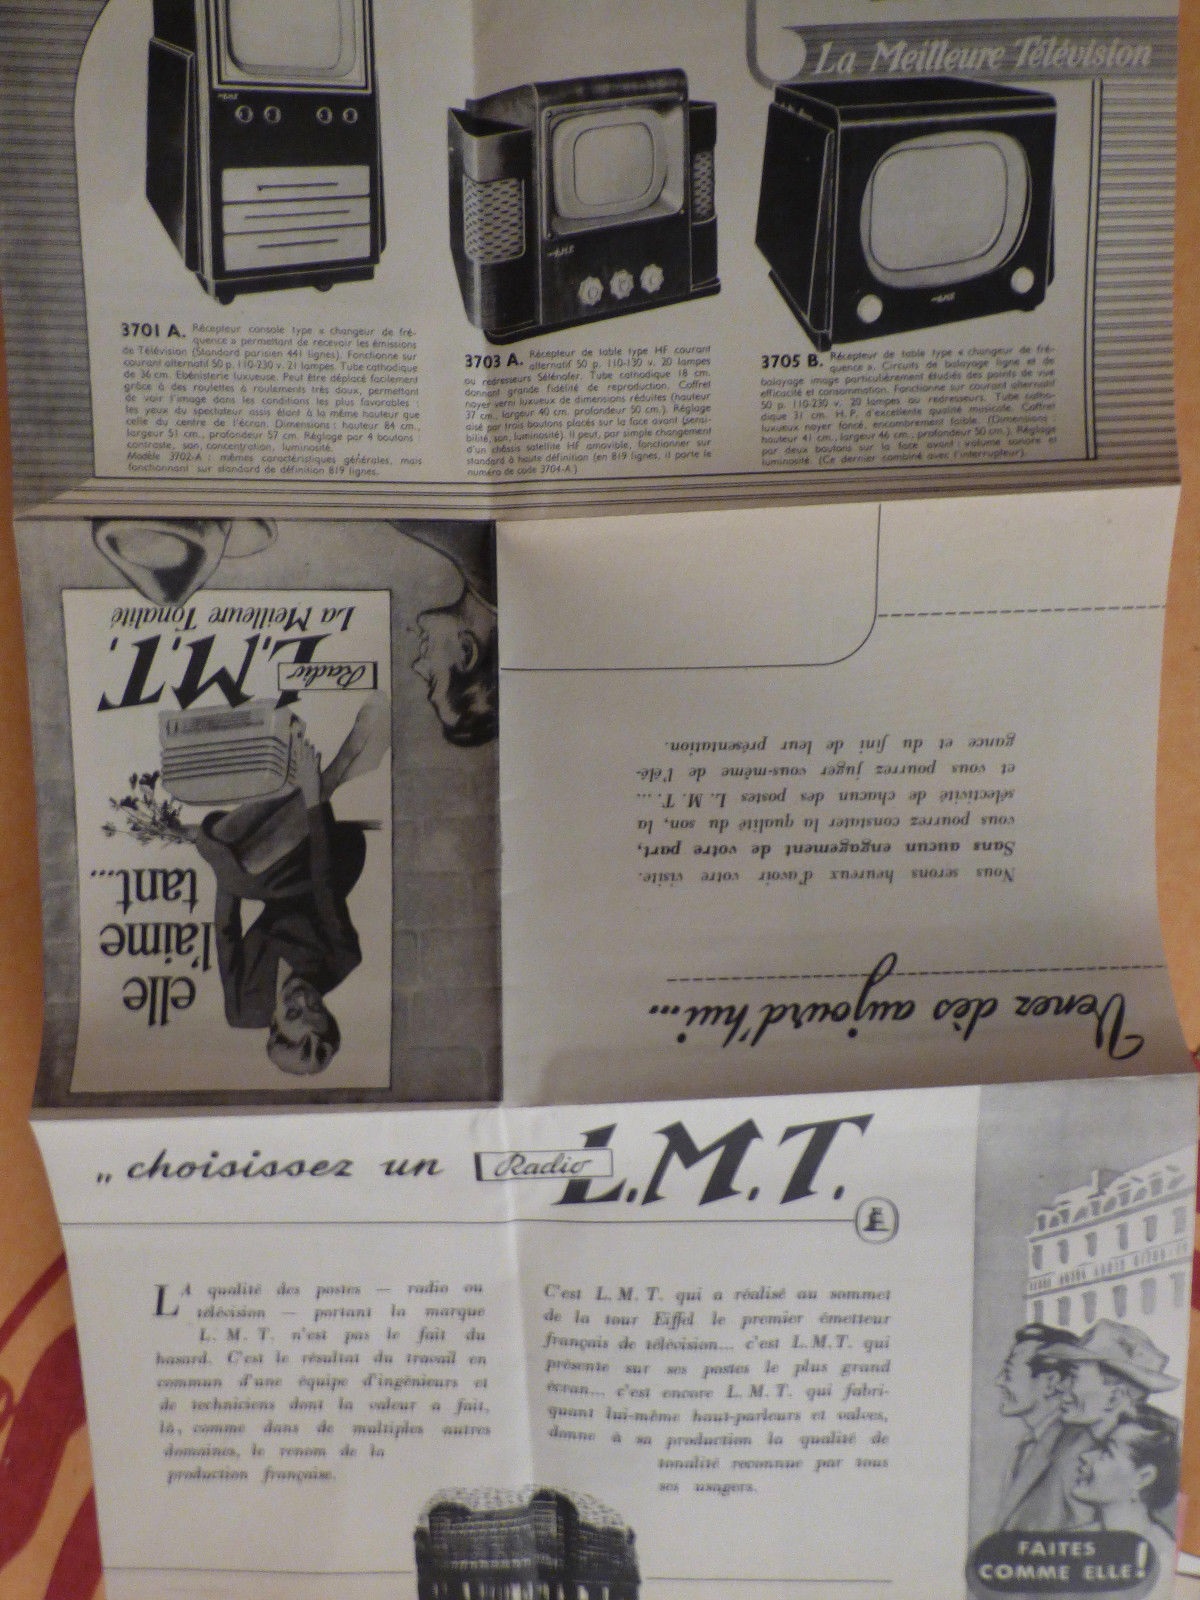 La Meilleure Télévision
3701 A. Récepteur console type « changeur de fré-
quence » permettant de recevoir les émissions
de Télévision (Standard parisien 441 lignes). Fonctionne sur
courant alternatif 50 p. 110-230 v. 21 lampes. Tube cathodique
de 36 cm. Ebénisterie luxueuse. Peut être déplacé facilement
grâce à des roulettes à roulements très doux, permettant
de voir l'image dans les conditions les plus favorables :
les yeux du spectateur assis étant à la même hauteur que
celui du centre de l'écran. Dimensions : hauteur 84 cm.,
largeur 51 cm., profondeur 57 cm. Réglage par 4 boutons :
contraste, son, concentration, luminosité.
Modèle 3702-A : mêmes caractéristiques générales, mais
fonctionnant sur standard de définition 819 lignes.
L.M.T.
3703 A. Récepteur de table type HF courant
alternatif 50 p. 110-130 v. 20 lampes
ou redresseurs Sélénofer. Tube cathodique 18 cm.
donnant grande fidélité de reproduction. Coffret
noyer verni luxueux de dimensions réduites (hauteur
37 cm., largeur 40 cm. profondeur 50 cm.). Réglage
aisé par trois boutons placés sur la face avant (sensi-
bilité, son, luminosité). Il peut, par simple changement
d'un châssis satellite HF amovible, fonctionner sur
standard à haute définition (en 819 lignes, il porte le
numéro de code 3704-A.)
3705 B. Récepteur de table type « changeur de fré-
quence ». Circuits de balayage ligne et de
balayage image particulièrement étudiés des points de vue
efficacité et consommation. Fonctionne sur courant alternatif
50 p. 110-230 v. 20 lampes ou redresseurs. Tube catho-
dique 31 cm. H.P. d'excellente qualité musicale. Coffret
luxueux noyer foncé, encombrement faible. (Dimensions :
hauteur 41 cm., largeur 46 cm., profondeur 50 cm.). Réglage
par deux boutons sur la face avant : volume sonore et
luminosité. (Ce dernier combiné avec l'interrupteur).
elle
l'aime
tant...
Radio
L.M.T.
La Meilleure Tonalité
Venez dès aujourd'hui...
Nous serons heureux d'avoir votre visite.
Sans aucun engagement de votre part,
vous pourrez constater la qualité du son, la
sélectivité de chacun des postes L. M. T. ...
et vous pourrez juger vous-même de l'élé-
gance et du fini de leur présentation.
.. choisissez un Radio L.M.T.
LA qualité des postes — radio ou
télévision — portant la marque
L. M. T. n'est pas le fait du
hasard. C'est le résultat du travail en
commun d'une équipe d'ingénieurs et
de techniciens dont la valeur a fait,
là, comme dans de multiples autres
domaines, le renom de la
production française.
C'est L. M. T. qui a réalisé au sommet
de la tour Eiffel le premier émetteur
français de télévision... c'est L.M.T. qui
présente sur ses postes le plus grand
écran... c'est encore L. M. T. qui fabri-
quant lui-même haut-parleurs et valves,
donne à sa production la qualité de
tonalité reconnue par tous
ses usagers.
FAITES
COMME ELLE !